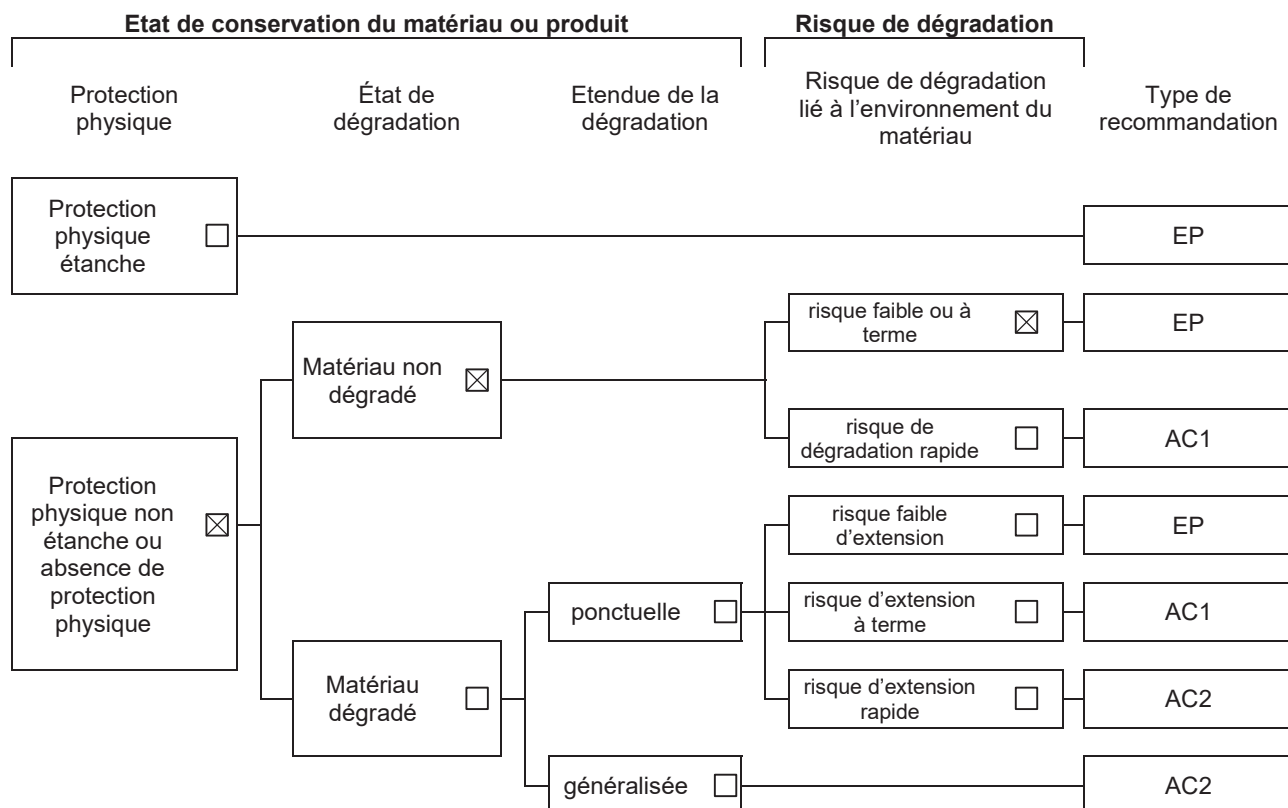 Etat de conservation du matériau ou produit
Risque de dégradation
Protection
physique
État de
dégradation
Etendue de la
dégradation
Risque de dégradation
lié à l'environnement du
matériau
Type de
recommandation
Protection
physique
étanche
EP
risque faible ou à
terme
EP
Matériau non
dégradé
risque de
dégradation rapide
AC1
Protection
physique non
étanche ou
absence de
protection
physique
risque faible
d'extension
EP
ponctuelle
risque d'extension
à terme
AC1
Matériau
dégradé
risque d'extension
rapide
AC2
généralisée
AC2